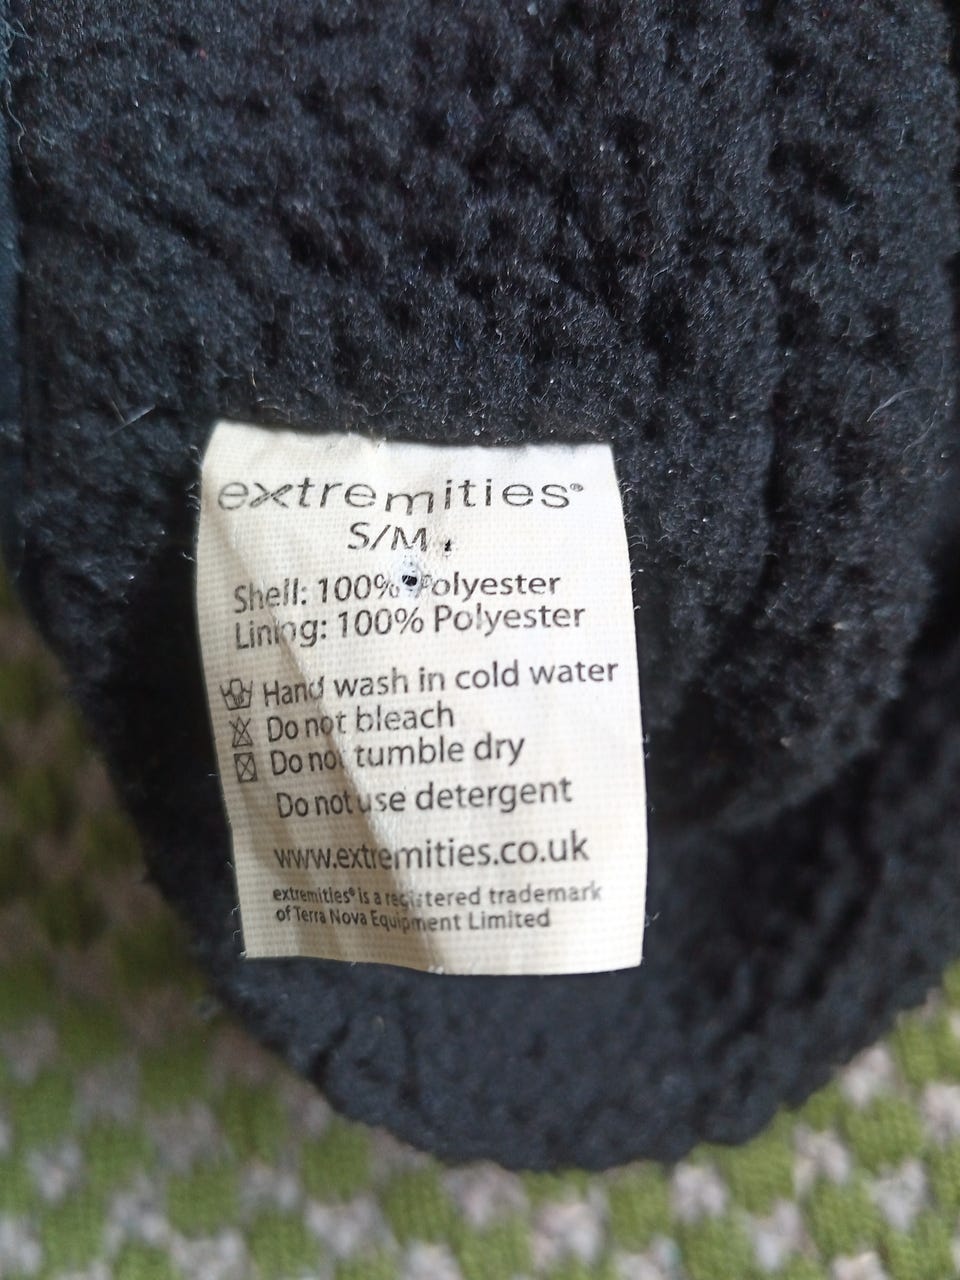 extremities®
S/M
Shell: 100% Polyester
Lining: 100% Polyester
Hand wash in cold water
Do not bleach
Do not tumble dry
Do not use detergent
www.extremities.co.uk
extremities® is a registered trademark
of Terra Nova Equipment Limited